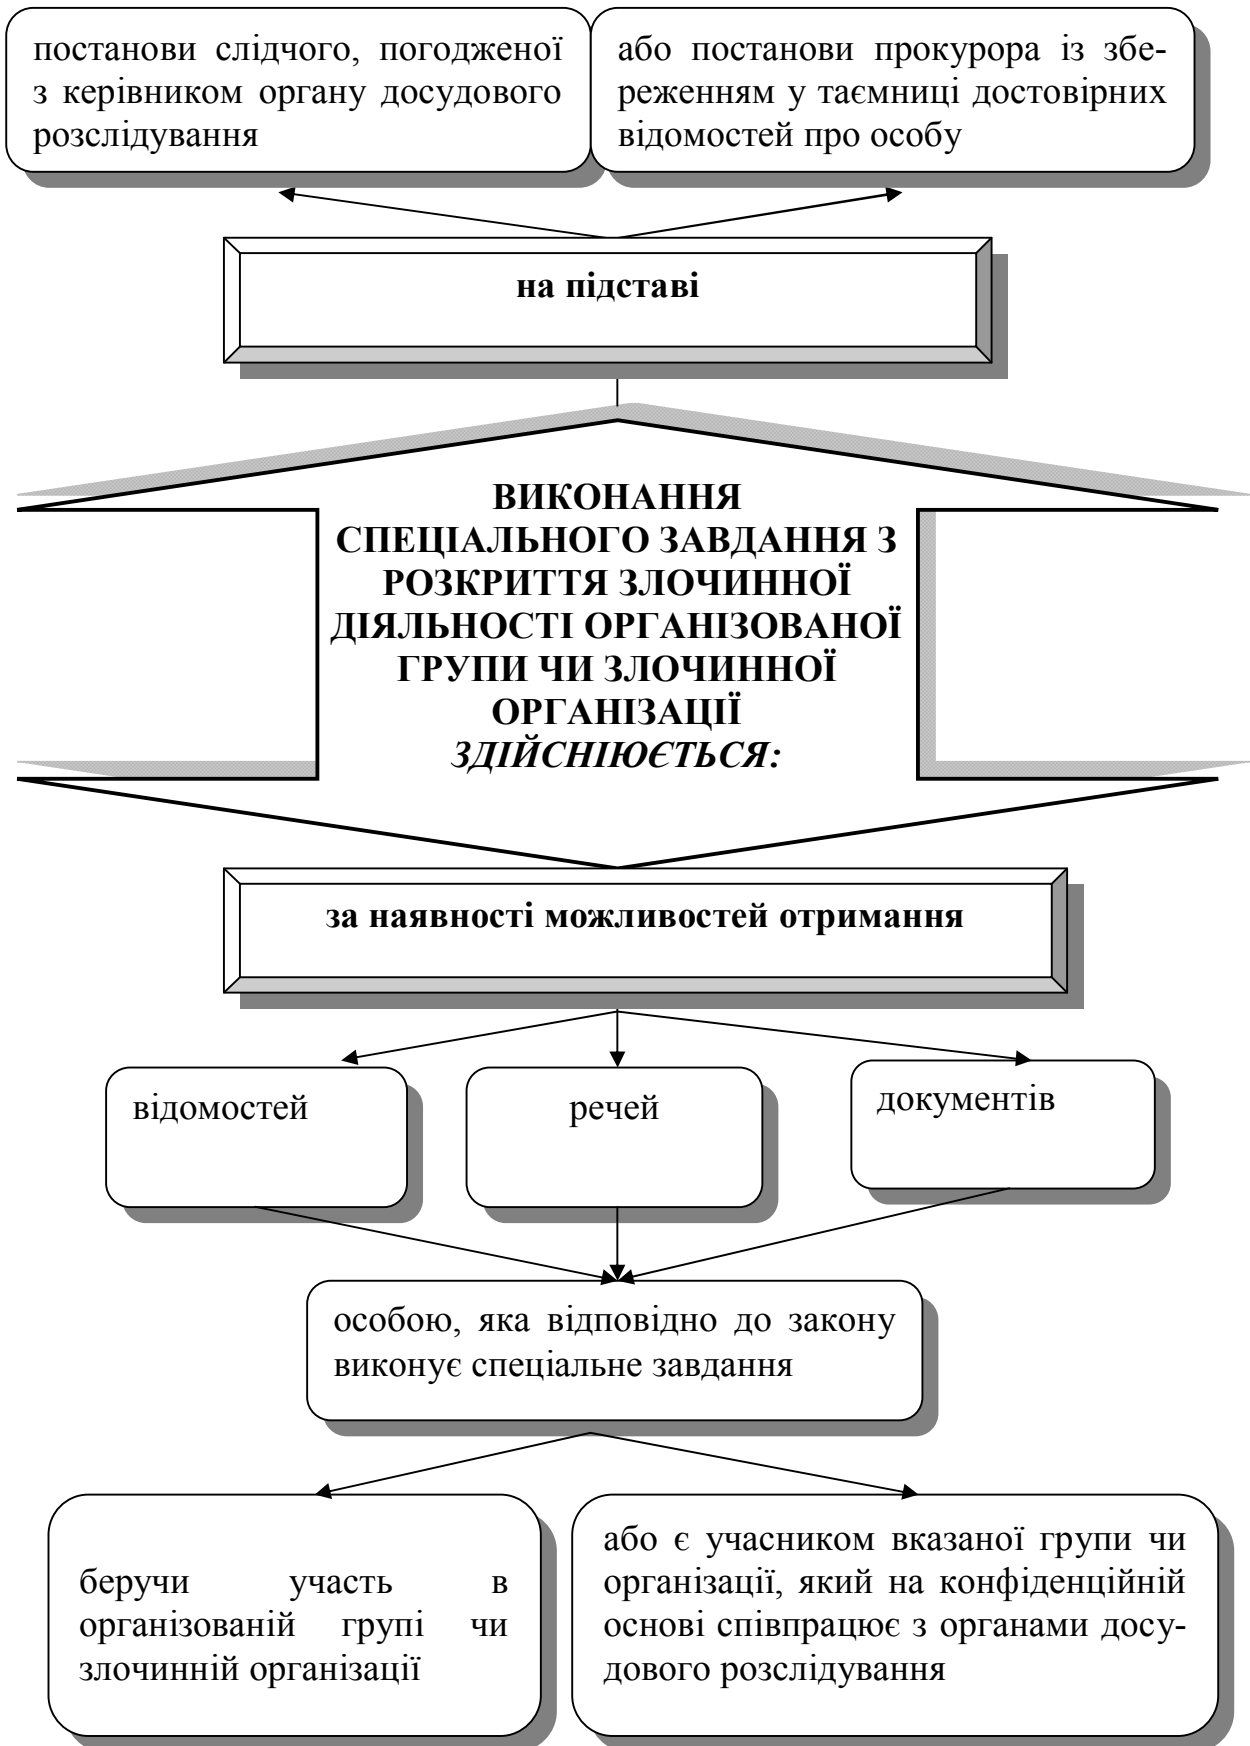 постанови слідчого, погодженої
з керівником органу досудового
розслідування
або постанови прокурора із збе-
реженням у таємниці достовірних
відомостей про особу
на підставі
ВИКОНАННЯ
СПЕЦІАЛЬНОГО ЗАВДАННЯ З
РОЗКРИТТЯ ЗЛОЧИННОЇ
ДІЯЛЬНОСТІ ОРГАНІЗОВАНОЇ
ГРУПИ ЧИ ЗЛОЧИННОЇ
ОРГАНІЗАЦІЇ
ЗДІЙСНІЮЄТЬСЯ:
за наявності можливостей отримання
відомостей
речей
документів
особою, яка відповідно до закону
виконує спеціальне завдання
беручи участь в
організованій групі чи
злочинній організації
або є учасником вказаної групи чи
організації, який на конфіденційній
основі співпрацює з органами досу-
дового розслідування